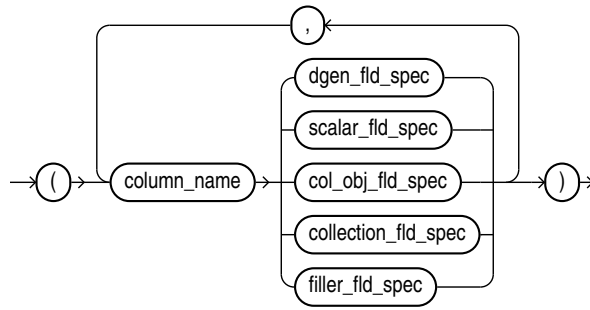 ,
dgen_fld_spec
scalar_fld_spec
( column_name col_obj_fld_spec )
collection_fld_spec
filler_fld_spec